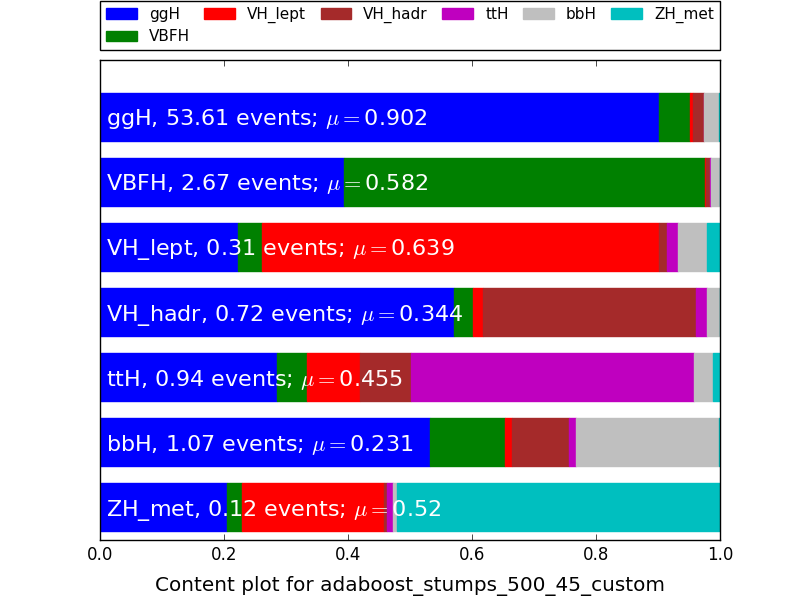 ggH VH_lept VH_hadr ttH bbH ZH_met
VBFH
ggH, 53.61 events; μ = 0.902
VBFH, 2.67 events; μ = 0.582
VH_lept, 0.31 events; μ = 0.639
VH_hadr, 0.72 events; μ = 0.344
ttH, 0.94 events; μ = 0.455
bbH, 1.07 events; μ = 0.231
ZH_met, 0.12 events; μ = 0.52
0.0 0.2 0.4 0.6 0.8 1.0
Content plot for adaboost_stumps_500_45_custom